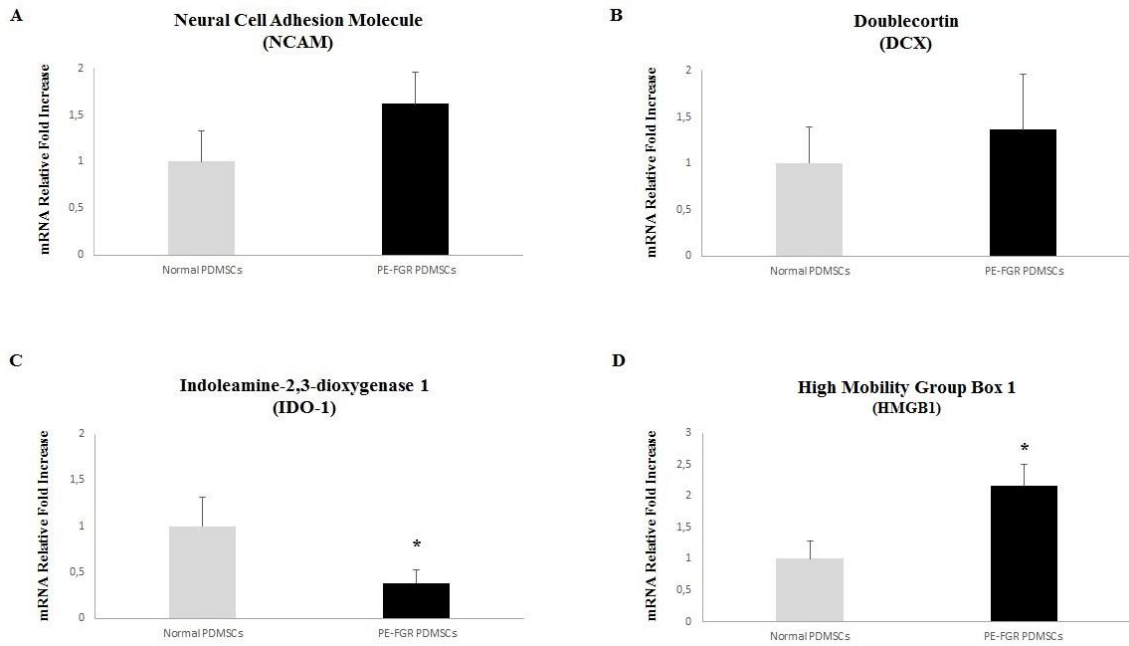 A
Neural Cell Adhesion Molecule
(NCAM)
mRNA Relative Fold Increase
2
1,5
1
0,5
0
Normal PDMSCs
PE-FGR PDMSCs
B
Doublecortin
(DCX)
mRNA Relative Fold Increase
2
1,5
1
0,5
0
Normal PDMSCs
PE-FGR PDMSCs
C
Indoleamine-2,3-dioxygenase 1
(IDO-1)
mRNA Relative Fold Increase
2
1,5
1
0,5
0
*
Normal PDMSCs
PE-FGR PDMSCs
D
High Mobility Group Box 1
(HMGB1)
mRNA Relative Fold Increase
3
2,5
2
1,5
1
0,5
0
*
Normal PDMSCs
PE-FGR PDMSCs